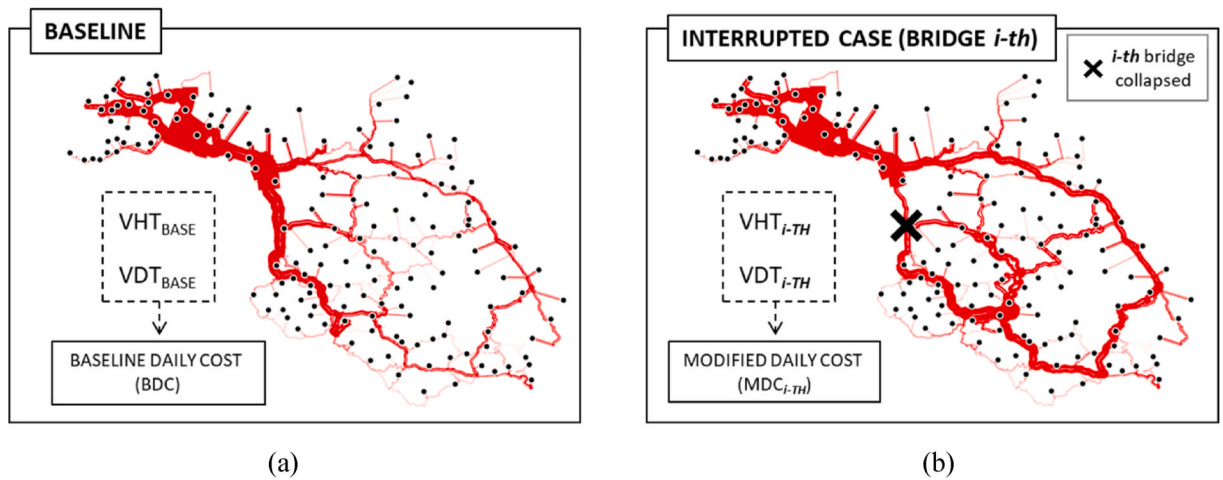 BASELINE
VHTBASE
VDTBASE
BASELINE DAILY COST
(BDC)
(a)
INTERRUPTED CASE (BRIDGE i-th)
i-th bridge
collapsed
VHTi-TH
VDTi-TH
MODIFIED DAILY COST
(MDCi-TH)
(b)